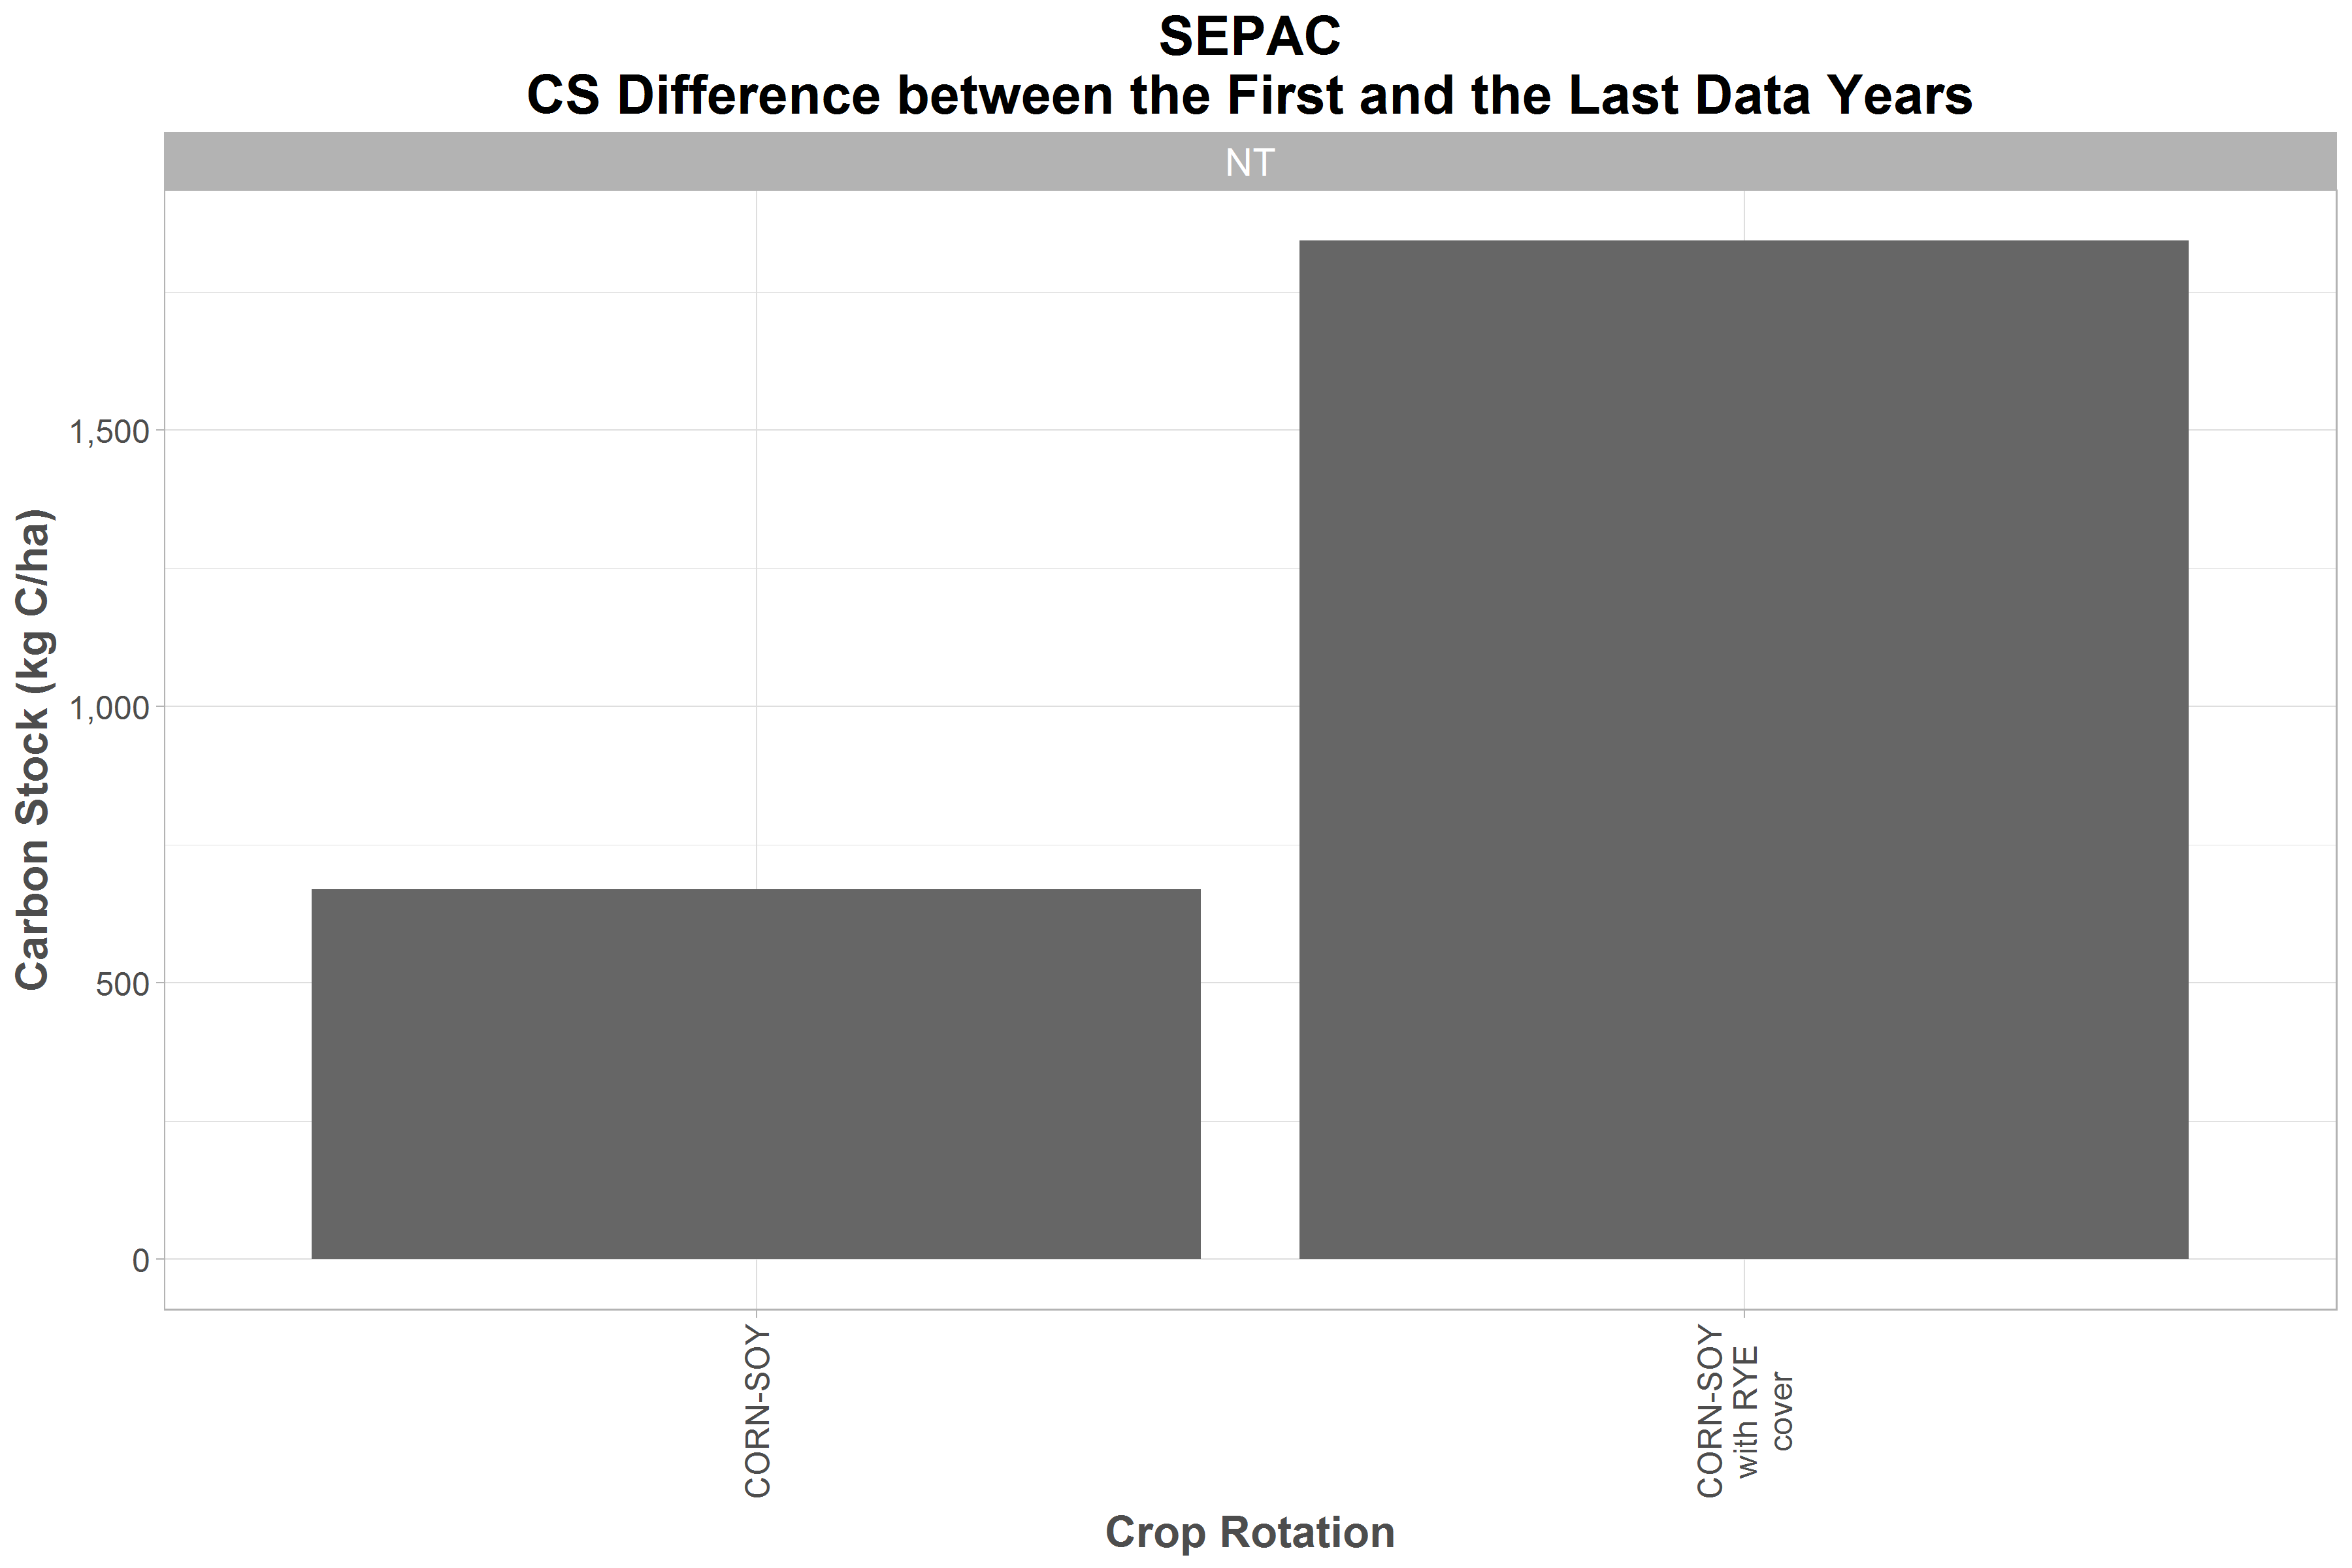 SEPAC
CS Difference between the First and the Last Data Years
NT
Carbon Stock (kg C/ha)
1,500
1,000
500
0
CORN-SOY
CORN-SOY
with RYE
cover
Crop Rotation